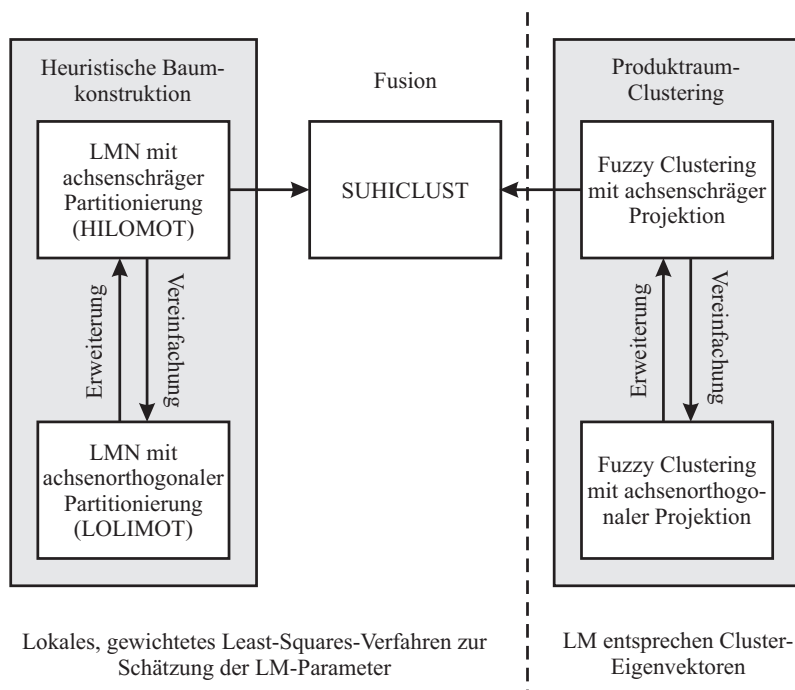 Heuristische Baum-
konstruktion
LMN mit
achsenschräger
Partitionierung
(HILOMOT)
Erweiterung
Vereinfachung
LMN mit
achsenorthogonaler
Partitionierung
(LOLIMOT)
Fusion
SUHICLUST
Produktraum-
Clustering
Fuzzy Clustering
mit achsenschräger
Projektion
Erweiterung
Vereinfachung
Fuzzy Clustering
mit achsenorthogo-
naler Projektion
Lokales, gewichtetes Least-Squares-Verfahren zur
Schätzung der LM-Parameter
LM entsprechen Cluster-
Eigenvektoren